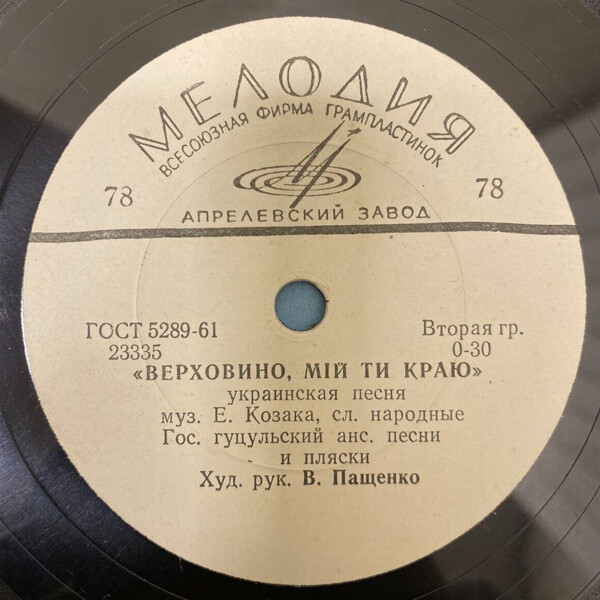 МЕЛОДИЯ
ВСЕСОЮЗНАЯ ФИРМА ГРАМПЛАСТИНОК
78 78
АПРЕЛЕВСКИЙ ЗАВОД
ГОСТ 5289-61 Вторая гр.
23335 0-30
«ВЕРХОВИНО, МІЙ ТИ КРАЮ»
украинская песня
муз. Е. Козака, сл. народные
Гос. гуцульский анс. песни
и пляски
Худ. рук. В. Пащенко